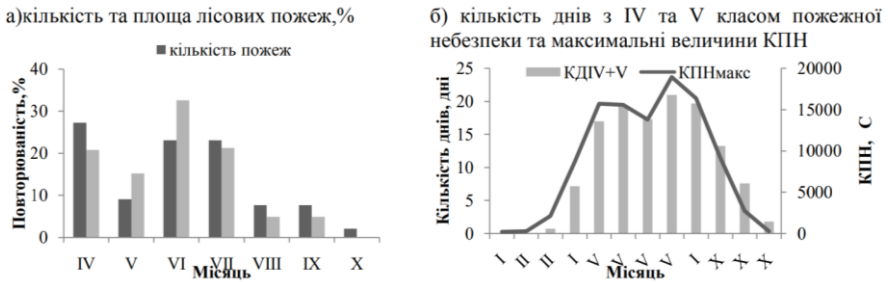 а)кількість та площа лісових пожеж,%
кількість пожеж
Повторюваність,%
40
30
20
10
0
IV V VI VII VIII IX X
Місяць
б) кількість днів з IV та V класом пожежної
небезпеки та максимальні величини КПН
КДIV+V КПНмакс
Кількість днів, дні
25
20
15
10
5
0
20000
15000
10000
5000
0
КПН, С
I II II I V V V V I X X X
Місяць